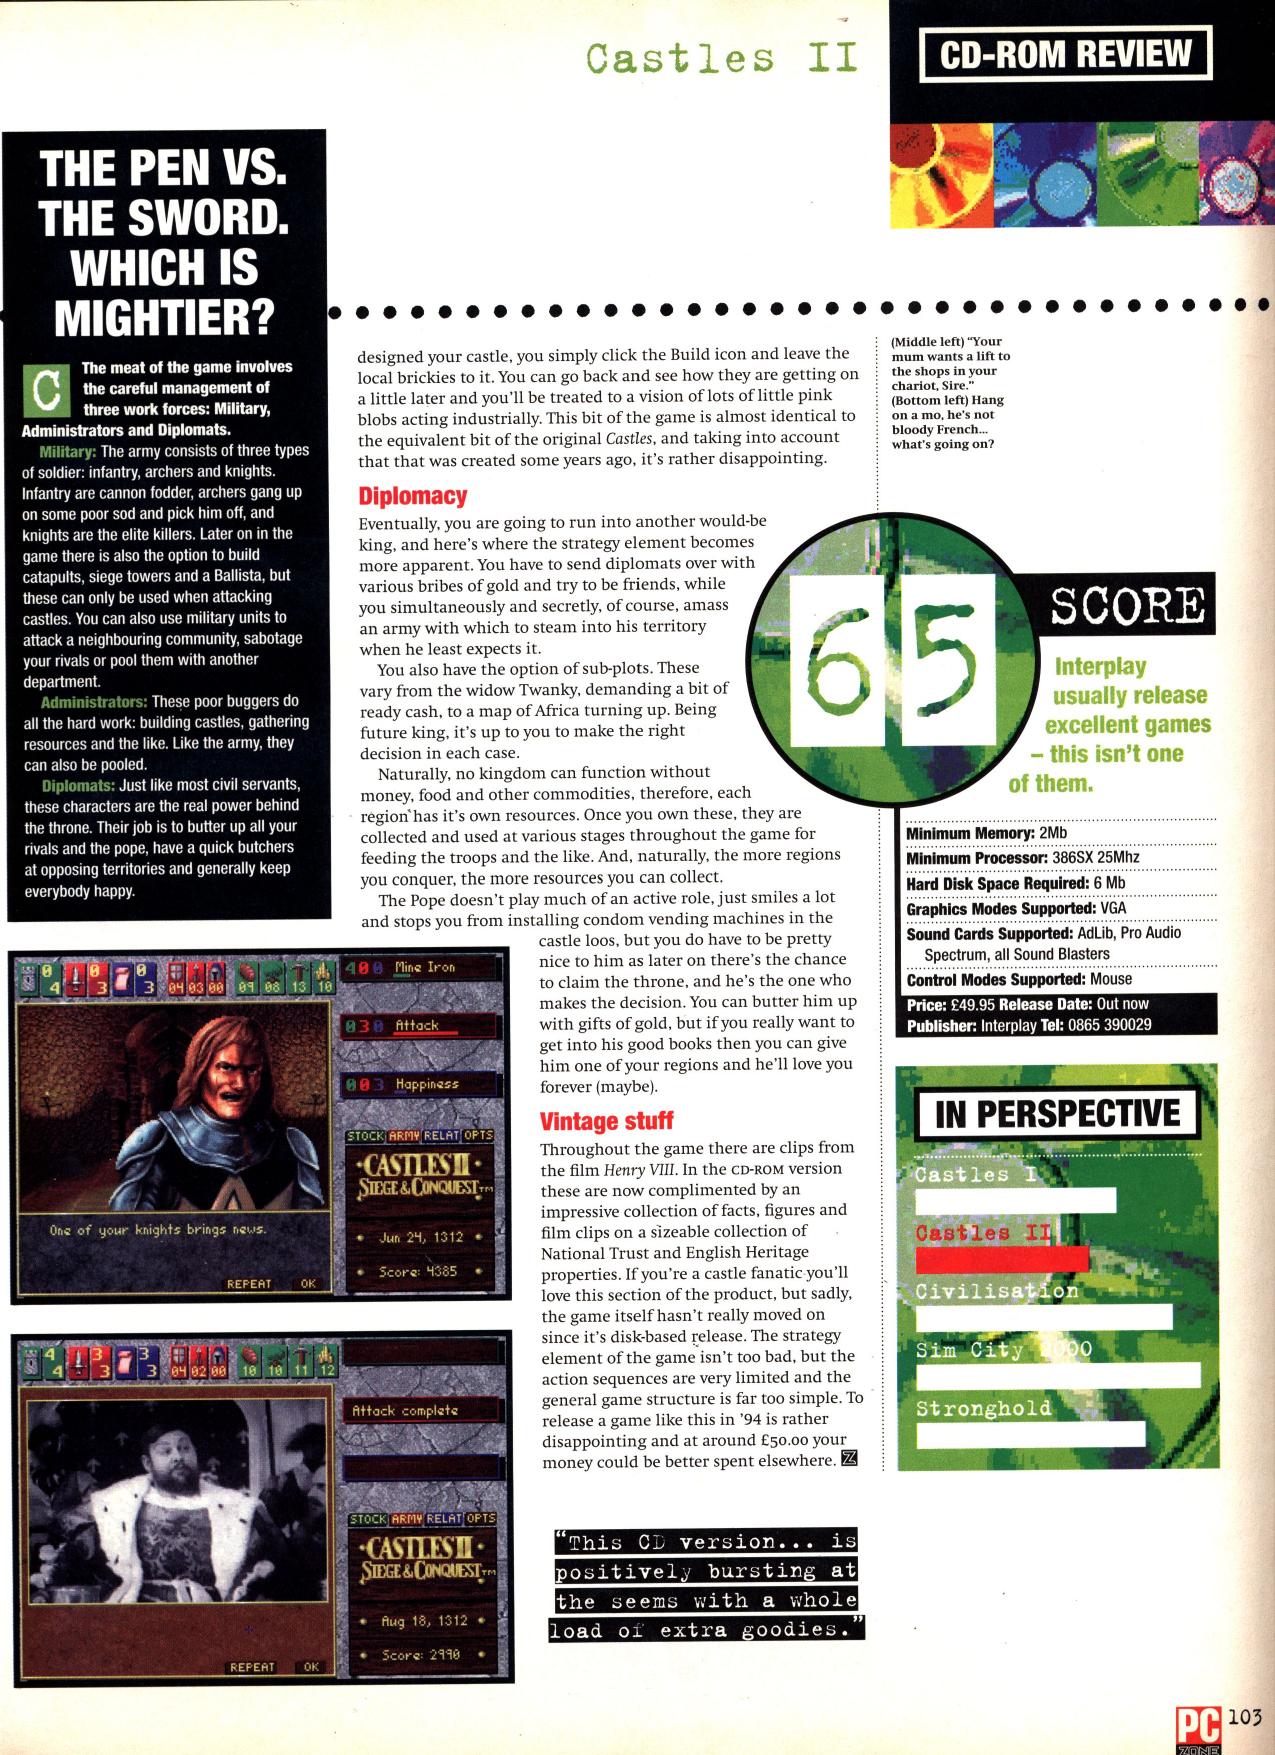 Castles II
CD-ROM REVIEW
THE PEN VS.
THE SWORD.
WHICH IS
MIGHTIER?
C The meat of the game involves
the careful management of
three work forces: Military,
Administrators and Diplomats.
Military: The army consists of three types
of soldier: infantry, archers and knights.
Infantry are cannon fodder, archers gang up
on some poor sod and pick him off, and
knights are the elite killers. Later on in the
game there is also the option to build
catapults, siege towers and a Ballista, but
these can only be used when attacking
castles. You can also use military units to
attack a neighbouring community, sabotage
your rivals or pool them with another
department.
Administrators: These poor buggers do
all the hard work: building castles, gathering
resources and the like. Like the army, they
can also be pooled.
Diplomats: Just like most civil servants,
these characters are the real power behind
the throne. Their job is to butter up all your
rivals and the pope, have a quick butchers
at opposing territories and generally keep
everybody happy.
designed your castle, you simply click the Build icon and leave the
local brickies to it. You can go back and see how they are getting on
a little later and you'll be treated to a vision of lots of little pink
blobs acting industrially. This bit of the game is almost identical to
the equivalent bit of the original Castles, and taking into account
that that was created some years ago, it's rather disappointing.
Diplomacy
Eventually, you are going to run into another would-be
king, and here's where the strategy element becomes
more apparent. You have to send diplomats over with
various bribes of gold and try to be friends, while
you simultaneously and secretly, of course, amass
an army with which to steam into his territory
when he least expects it.
You also have the option of sub-plots. These
vary from the widow Twanky, demanding a bit of
ready cash, to a map of Africa turning up. Being
future king, it's up to you to make the right
decision in each case.
Naturally, no kingdom can function without
money, food and other commodities, therefore, each
region has it's own resources. Once you own these, they are
collected and used at various stages throughout the game for
feeding the troops and the like. And, naturally, the more regions
you conquer, the more resources you can collect.
The Pope doesn't play much of an active role, just smiles a lot
and stops you from installing condom vending machines in the
castle loos, but you do have to be pretty
nice to him as later on there's the chance
to claim the throne, and he's the one who
makes the decision. You can butter him up
with gifts of gold, but if you really want to
get into his good books then you can give
him one of your regions and he'll love you
forever (maybe).
Vintage stuff
Throughout the game there are clips from
the film Henry VIII. In the CD-ROM version
these are now complimented by an
impressive collection of facts, figures and
film clips on a sizeable collection of
National Trust and English Heritage
properties. If you're a castle fanatic you'll
love this section of the product, but sadly,
the game itself hasn't really moved on
since it's disk-based release. The strategy
element of the game isn't too bad, but the
action sequences are very limited and the
general game structure is far too simple. To
release a game like this in '94 is rather
disappointing and at around £50.00 your
money could be better spent elsewhere. Z
"This CD version... is
positively bursting at
the seems with a whole
load of extra goodies."
(Middle left) "Your
mum wants a lift to
the shops in your
chariot, Sire."
(Bottom left) Hang
on a mo, he's not
bloody French...
what's going on?
65
SCORE
Interplay
usually release
excellent games
– this isn't one
of them.
Minimum Memory: 2Mb
Minimum Processor: 386SX 25Mhz
Hard Disk Space Required: 6 Mb
Graphics Modes Supported: VGA
Sound Cards Supported: AdLib, Pro Audio
Spectrum, all Sound Blasters
Control Modes Supported: Mouse
Price: £49.95 Release Date: Out now
Publisher: Interplay Tel: 0865 390029
IN PERSPECTIVE
Castles I
Castles II
Civilisation
Sim City 2000
Stronghold
0 0 0
4 3 3 04 03 00 09 08 13 10
400 Mine Iron
030 Attack
003 Happiness
STOCK ARMY RELAT OPTS
CASTLES II
SIEGE & CONQUEST™
Jun 24, 1312
Score: 4385
One of your knights brings news.
REPEAT OK
4 3 3
4 3 3 04 02 00 10 10 11 12
Attack complete
STOCK ARMY RELAT OPTS
CASTLES II
SIEGE & CONQUEST™
Aug 18, 1312
Score: 2990
REPEAT OK
PC ZONE 103